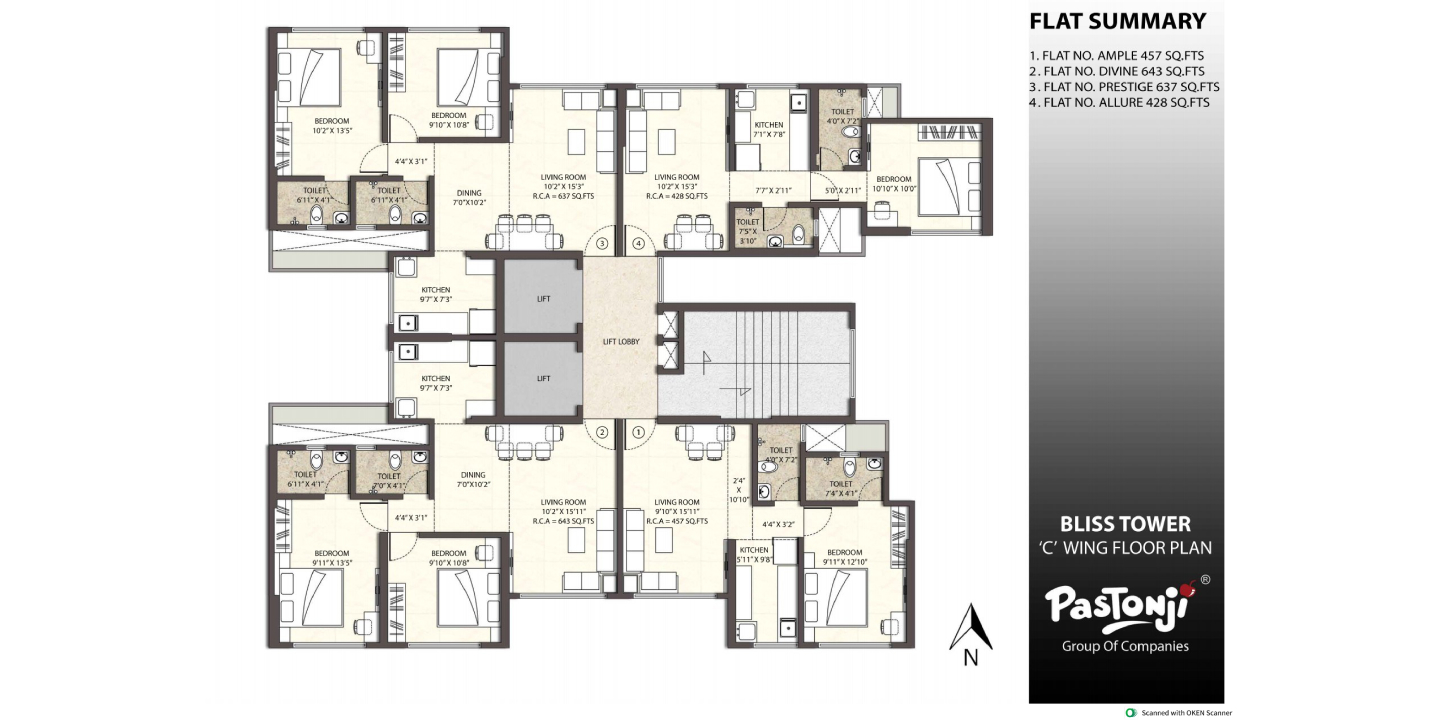 FLAT SUMMARY
1. FLAT NO. AMPLE 457 SQ.FTS
2. FLAT NO. DIVINE 643 SQ.FTS
3. FLAT NO. PRESTIGE 637 SQ.FTS
4. FLAT NO. ALLURE 428 SQ.FTS
BEDROOM
10'2" X 13'5"
BEDROOM
9'10" X 10'8"
4'4" X 3'1"
TOILET
6'11" X 4'1"
TOILET
6'11" X 4'1"
DINING
7'0"X10'2"
LIVING ROOM
10'2" X 15'3"
R.C.A = 637 SQ.FTS
3
KITCHEN
9'7" X 7'3"
LIVING ROOM
10'2" X 15'3"
R.C.A = 428 SQ.FTS
4
KITCHEN
7'1" X 7'8"
TOILET
4'0" X 7'2"
7'7" X 2'11"
5'0" X 2'11"
BEDROOM
10'10" X 10'0"
TOILET
7'5" X
3'10"
LIFT
LIFT
LIFT LOBBY
KITCHEN
9'7" X 7'3"
2
DINING
7'0"X10'2"
TOILET
6'11" X 4'1"
TOILET
7'0" X 4'1"
4'4" X 3'1"
LIVING ROOM
10'2" X 15'11"
R.C.A = 643 SQ.FTS
BEDROOM
9'11" X 13'5"
BEDROOM
9'10" X 10'8"
1
LIVING ROOM
9'10" X 15'11"
R.C.A = 457 SQ.FTS
2'4"
X
10'10"
TOILET
4'0" X 7'2"
TOILET
7'4" X 4'1"
4'4" X 3'2"
KITCHEN
5'11" X 9'8"
BEDROOM
9'11" X 12'10"
N
BLISS TOWER
‘C’ WING FLOOR PLAN
PasTonji ®
Group Of Companies
Scanned with OKEN Scanner